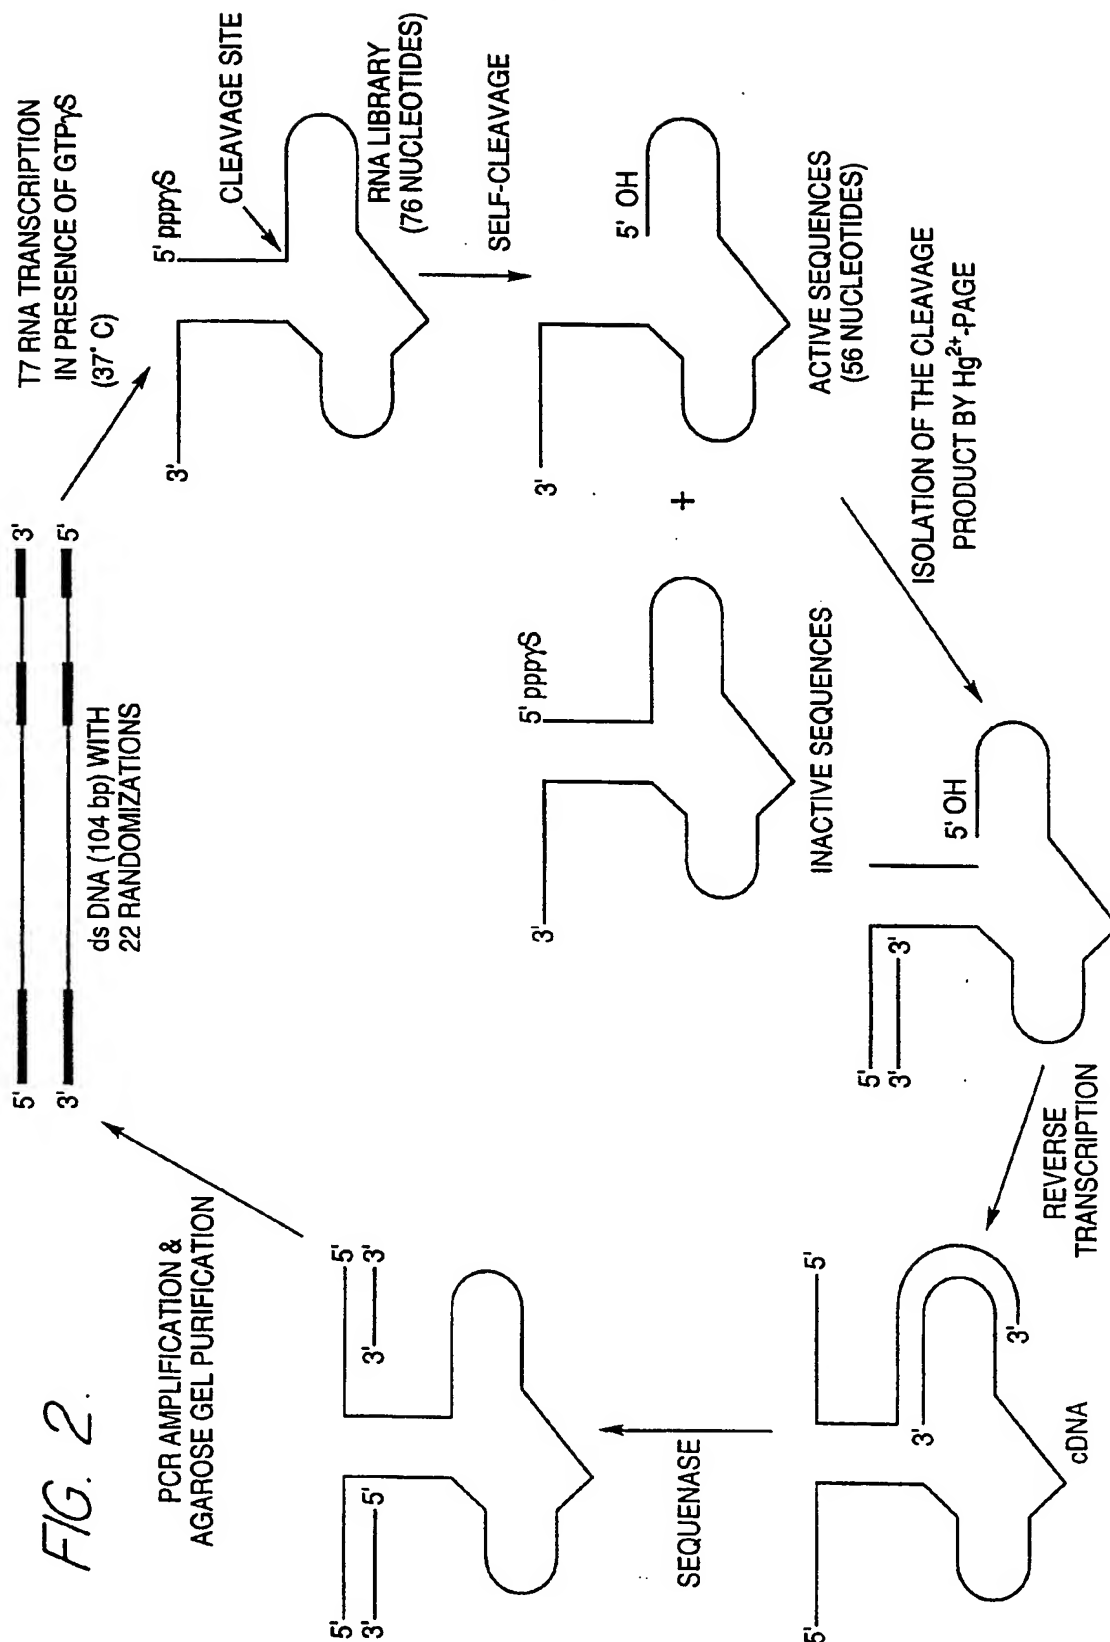 FIG. 2.
5'
3'
3'
5'
ds DNA (104 bp) WITH
22 RANDOMIZATIONS
T7 RNA TRANSCRIPTION
IN PRESENCE OF GTPγS
(37° C)
3'
5' pppγS
CLEAVAGE SITE
RNA LIBRARY
(76 NUCLEOTIDES)
SELF-CLEAVAGE
3'
5' pppγS
INACTIVE SEQUENCES
+
3'
5' OH
ACTIVE SEQUENCES
(56 NUCLEOTIDES)
ISOLATION OF THE CLEAVAGE
PRODUCT BY Hg²⁺-PAGE
5'
3'
3'
5' OH
REVERSE
TRANSCRIPTION
5'
5'
3'
3'
cDNA
SEQUENASE
5'
3'
5'
5'
3'
3'
PCR AMPLIFICATION &
AGAROSE GEL PURIFICATION